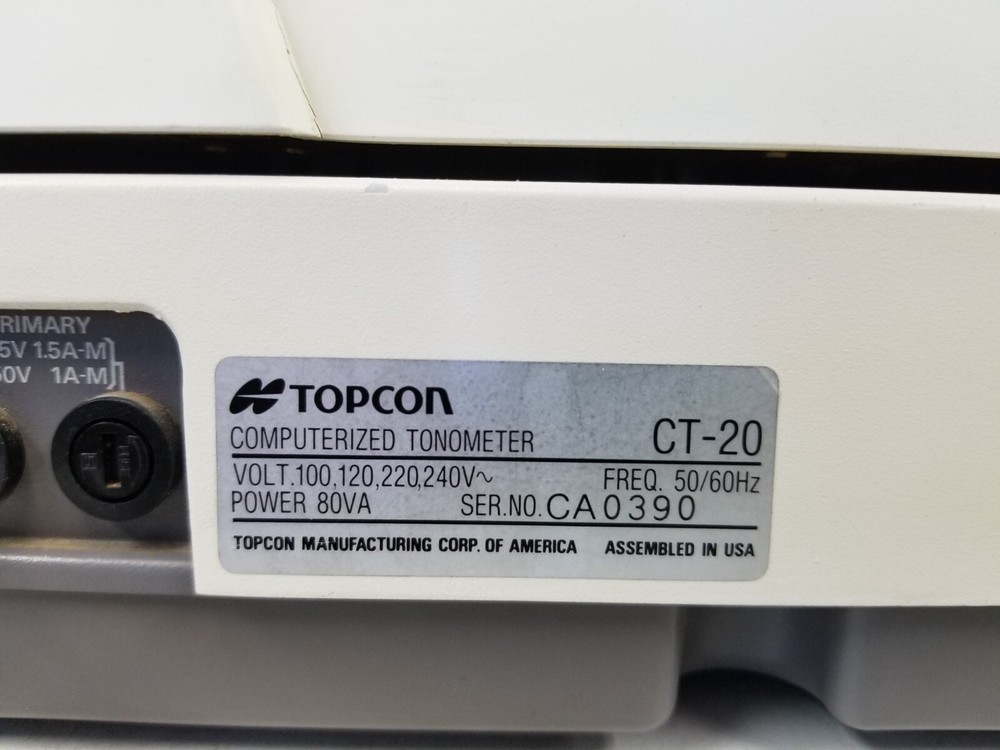 RIMARY
5V 1.5A-M
50V 1A-M
TOPCON
COMPUTERIZED TONOMETER CT-20
VOLT.100,120,220,240V~ FREQ. 50/60Hz
POWER 80VA SER.NO. CA0390
TOPCON MANUFACTURING CORP. OF AMERICA ASSEMBLED IN USA